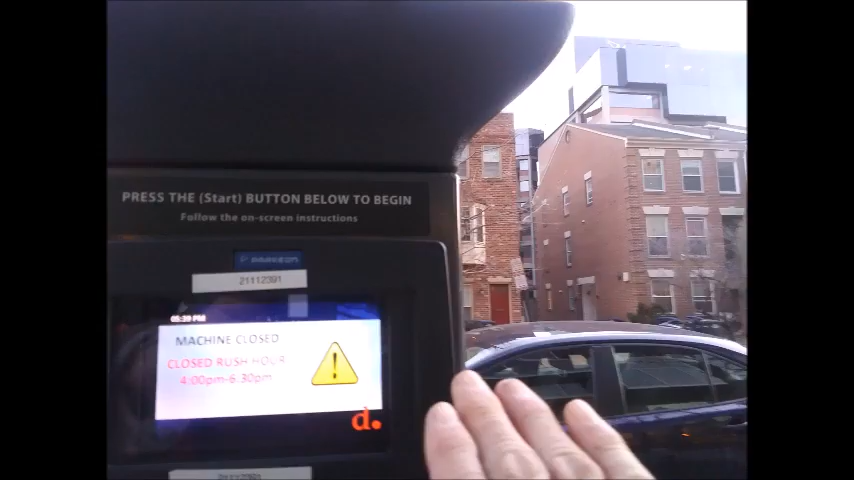 PRESS THE (Start) BUTTON BELOW TO BEGIN
Follow the on-screen instructions
PARKEON
21112391
05:39 PM
MACHINE CLOSED
CLOSED RUSH HOUR
4:00pm-6:30pm
d.